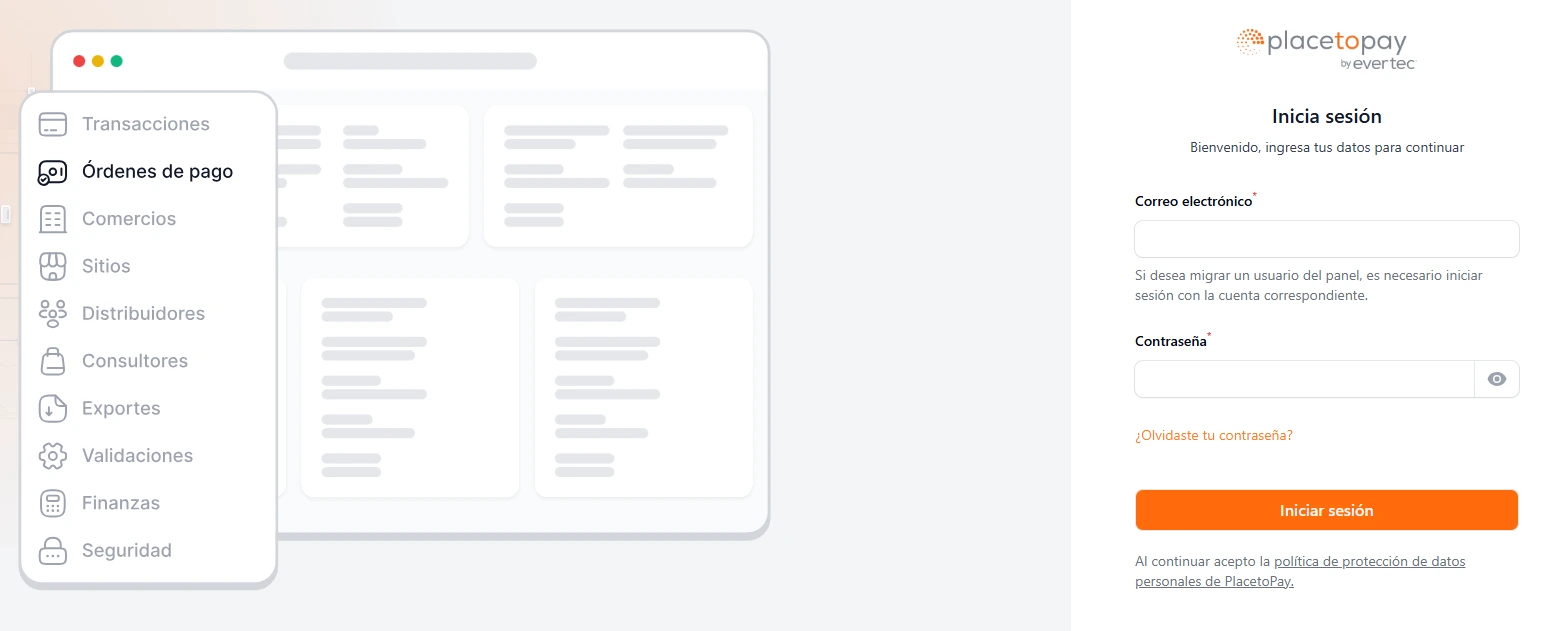 Transacciones
Órdenes de pago
Comercios
Sitios
Distribuidores
Consultores
Exportes
Validaciones
Finanzas
Seguridad
placetopay
by evertec
Inicia sesión
Bienvenido, ingresa tus datos para continuar
Correo electrónico*
Si desea migrar un usuario del panel, es necesario iniciar
sesión con la cuenta correspondiente.
Contraseña*
¿Olvidaste tu contraseña?
Iniciar sesión
Al continuar acepto la política de protección de datos
personales de PlacetoPay.